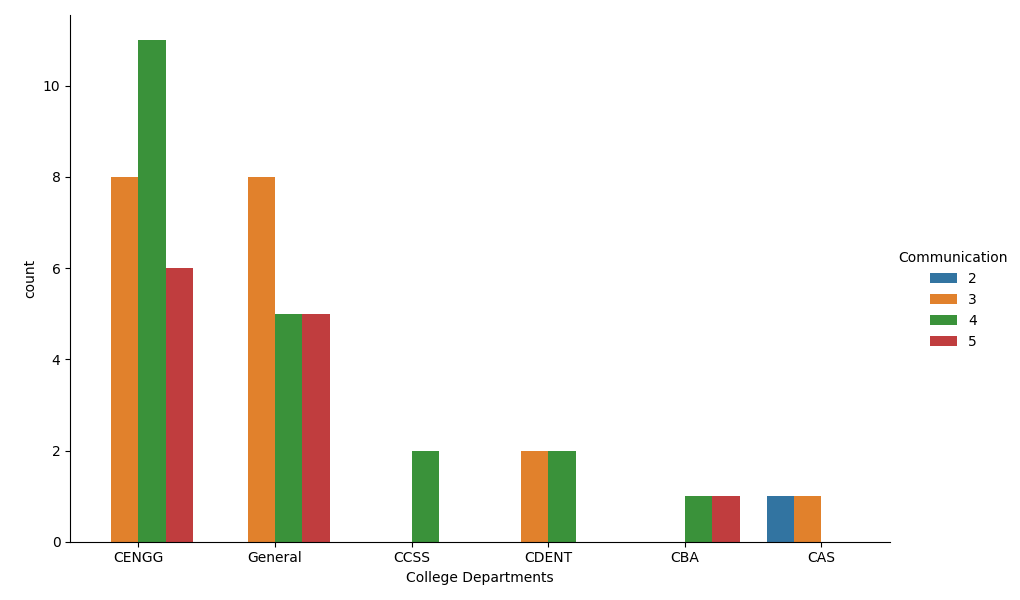 10
8
6
4
2
0
count
CENGG
General
CCSS
CDENT
CBA
CAS
College Departments
Communication
2
3
4
5